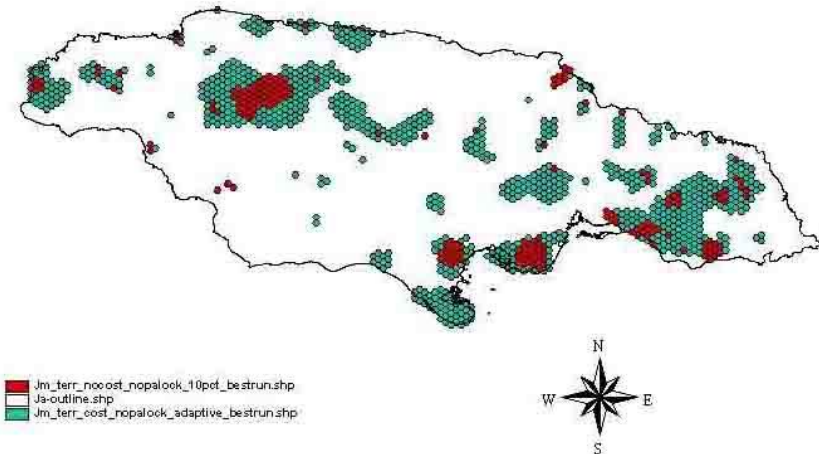 Jm_terr_nocost_nopalock_10pct_bestrun.shp
Ja-outline.shp
Jm_terr_cost_nopalock_adaptive_bestrun.shp
N
W E
S